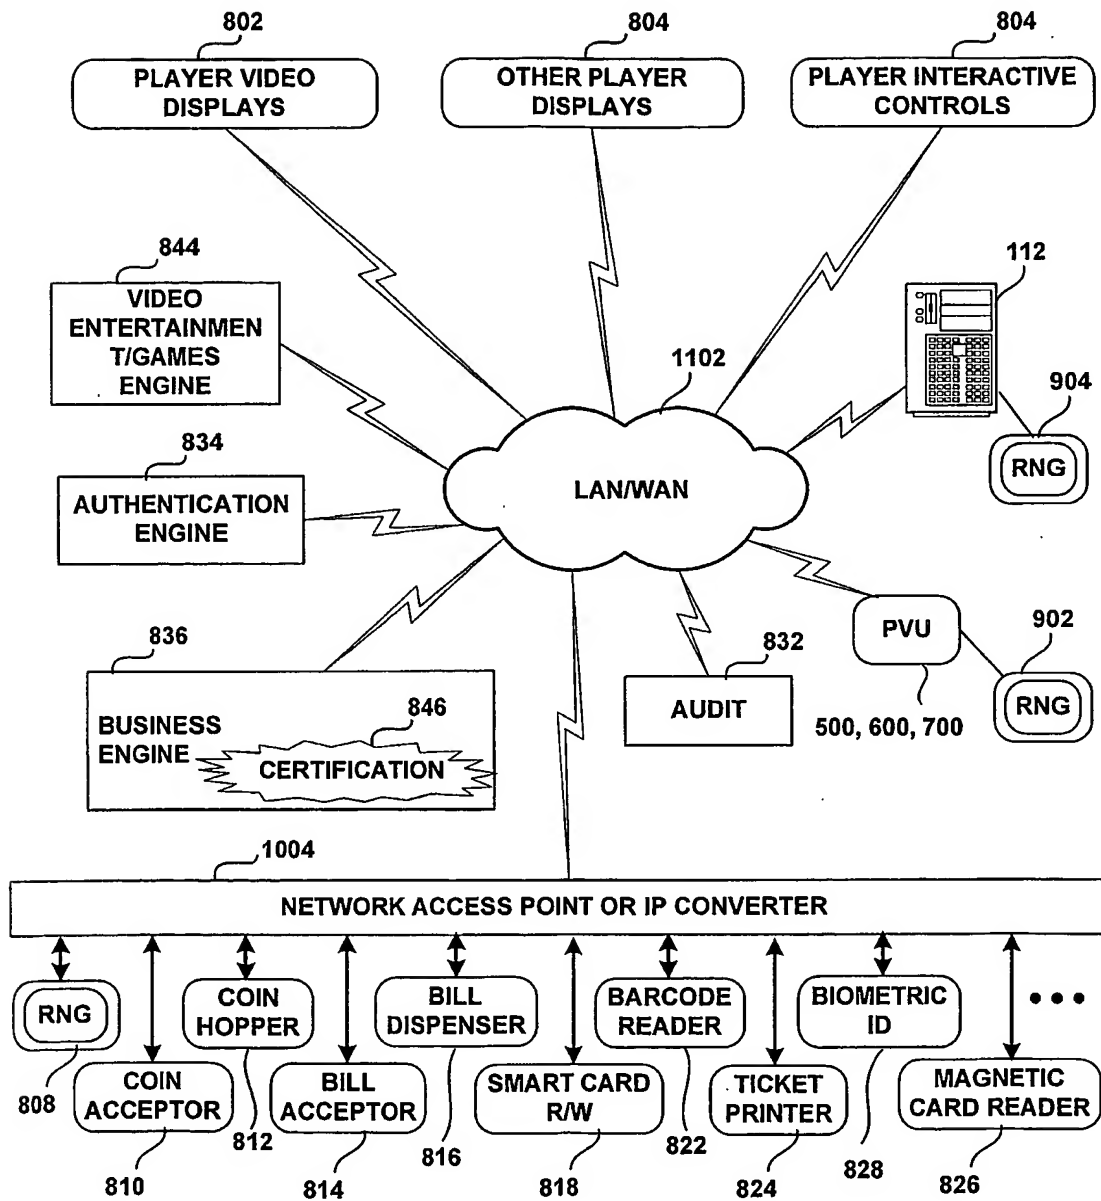 802
804
804
PLAYER VIDEO
DISPLAYS
OTHER PLAYER
DISPLAYS
PLAYER INTERACTIVE
CONTROLS
844
VIDEO
ENTERTAINMEN
T/GAMES
ENGINE
112
1102
904
RNG
834
AUTHENTICATION
ENGINE
LAN/WAN
836
BUSINESS
ENGINE
846
CERTIFICATION
832
AUDIT
PVU
500, 600, 700
902
RNG
1004
NETWORK ACCESS POINT OR IP CONVERTER
RNG
COIN
HOPPER
BILL
DISPENSER
BARCODE
READER
BIOMETRIC
ID
•••
COIN
ACCEPTOR
BILL
ACCEPTOR
SMART CARD
R/W
TICKET
PRINTER
MAGNETIC
CARD READER
808
810
812
814
816
818
822
824
828
826